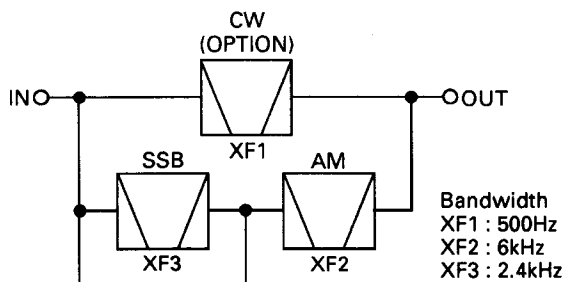 CW
(OPTION)
IN
OUT
XF1
SSB
AM
XF3
XF2
Bandwidth
XF1 : 500Hz
XF2 : 6kHz
XF3 : 2.4kHz